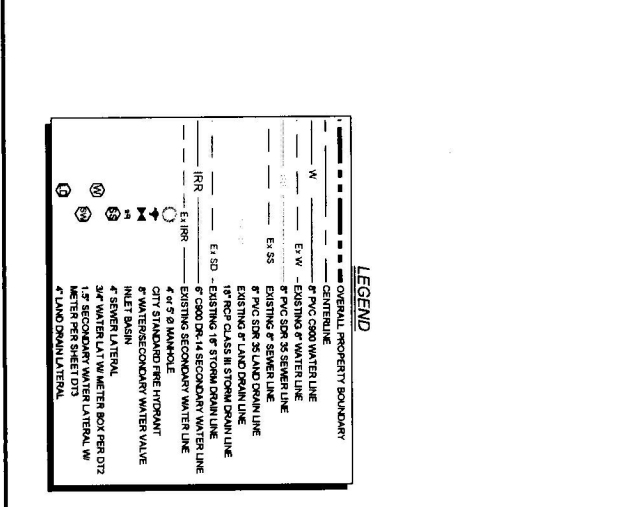 LEGEND
OVERALL PROPERTY BOUNDARY
CENTERLINE
W 8" PVC C900 WATER LINE
Ex W EXISTING 8" WATER LINE
8" PVC SDR 35 SEWER LINE
Ex SS EXISTING 8" SEWER LINE
8" PVC SDR 35 LAND DRAIN LINE
EXISTING 8" LAND DRAIN LINE
18" RCP CLASS III STORM DRAIN LINE
Ex SD EXISTING 18" STORM DRAIN LINE
IRR 6" C900 DR-14 SECONDARY WATER LINE
Ex IRR EXISTING SECONDARY WATER LINE
4' or 5' Ø MANHOLE
CITY STANDARD FIRE HYDRANT
8" WATER/SECONDARY WATER VALVE
INLET BASIN
SS 4" SEWER LATERAL
W 3/4" WATER LAT W/ METER BOX PER DT2
SW 1.5" SECONDARY WATER LATERAL W/
METER PER SHEET DT3
LD 4" LAND DRAIN LATERAL